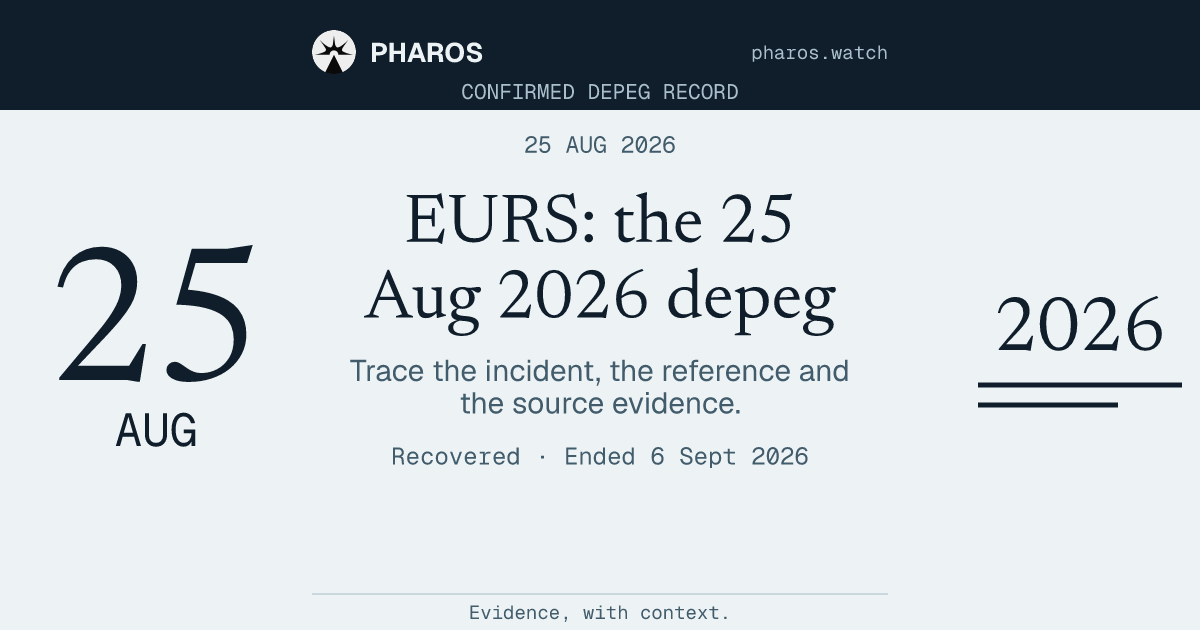 PHAROS
pharos.watch
CONFIRMED DEPEG RECORD
25 AUG 2026
EURS: the 25
Aug 2026 depeg
Trace the incident, the reference and
the source evidence.
Recovered · Ended 6 Sept 2026
25
AUG
2026
Evidence, with context.